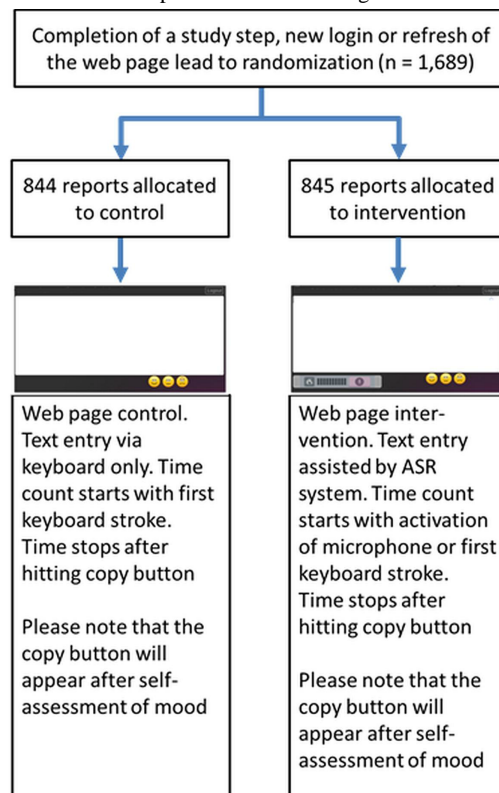 Completion of a study step, new login or refresh of
the web page lead to randomization (n = 1,689)
844 reports allocated
to control
845 reports allocated
to intervention
Web page control.
Text entry via
keyboard only. Time
count starts with first
keyboard stroke.
Time stops after
hitting copy button
Please note that the
copy button will
appear after self-
assessment of mood
Web page inter-
vention. Text entry
assisted by ASR
system. Time count
starts with activation
of microphone or first
keyboard stroke.
Time stops after
hitting copy button
Please note that the
copy button will
appear after self-
assessment of mood